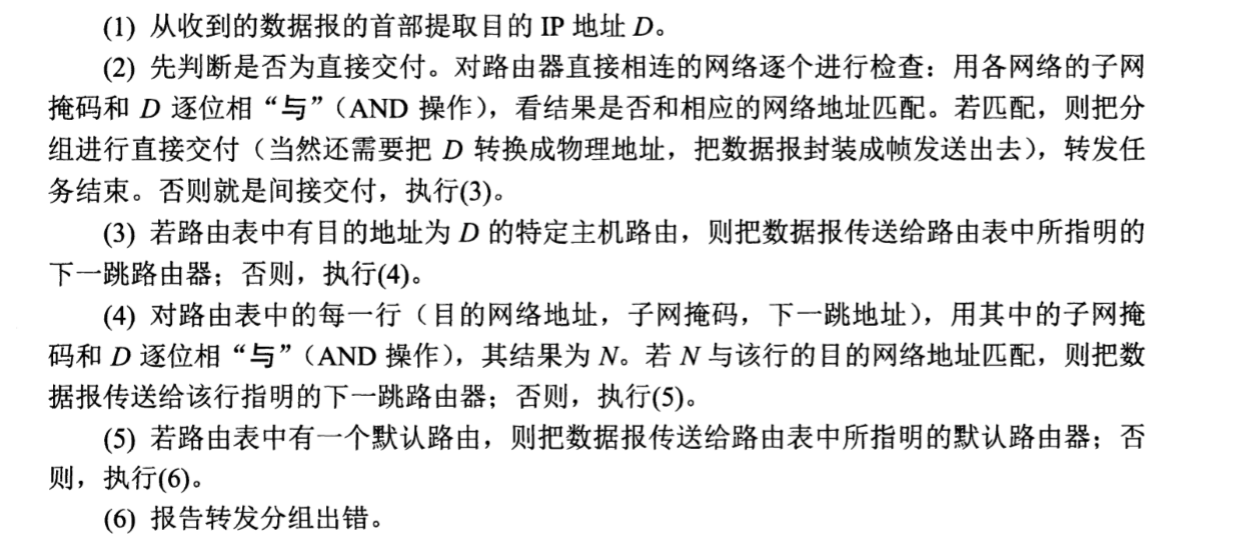 (1) 从收到的数据报的首部提取目的 IP 地址 D。
(2) 先判断是否为直接交付。对路由器直接相连的网络逐个进行检查：用各网络的子网
掩码和 D 逐位相“与”（AND 操作），看结果是否和相应的网络地址匹配。若匹配，则把分
组进行直接交付（当然还需要把 D 转换成物理地址，把数据报封装成帧发送出去），转发任
务结束。否则就是间接交付，执行(3)。
(3) 若路由表中有目的地址为 D 的特定主机路由，则把数据报传送给路由表中所指明的
下一跳路由器；否则，执行(4)。
(4) 对路由表中的每一行（目的网络地址，子网掩码，下一跳地址），用其中的子网掩
码和 D 逐位相“与”（AND 操作），其结果为 N。若 N 与该行的目的网络地址匹配，则把数
据报传送给该行指明的下一跳路由器；否则，执行(5)。
(5) 若路由表中有一个默认路由，则把数据报传送给路由表中所指明的默认路由器；否
则，执行(6)。
(6) 报告转发分组出错。